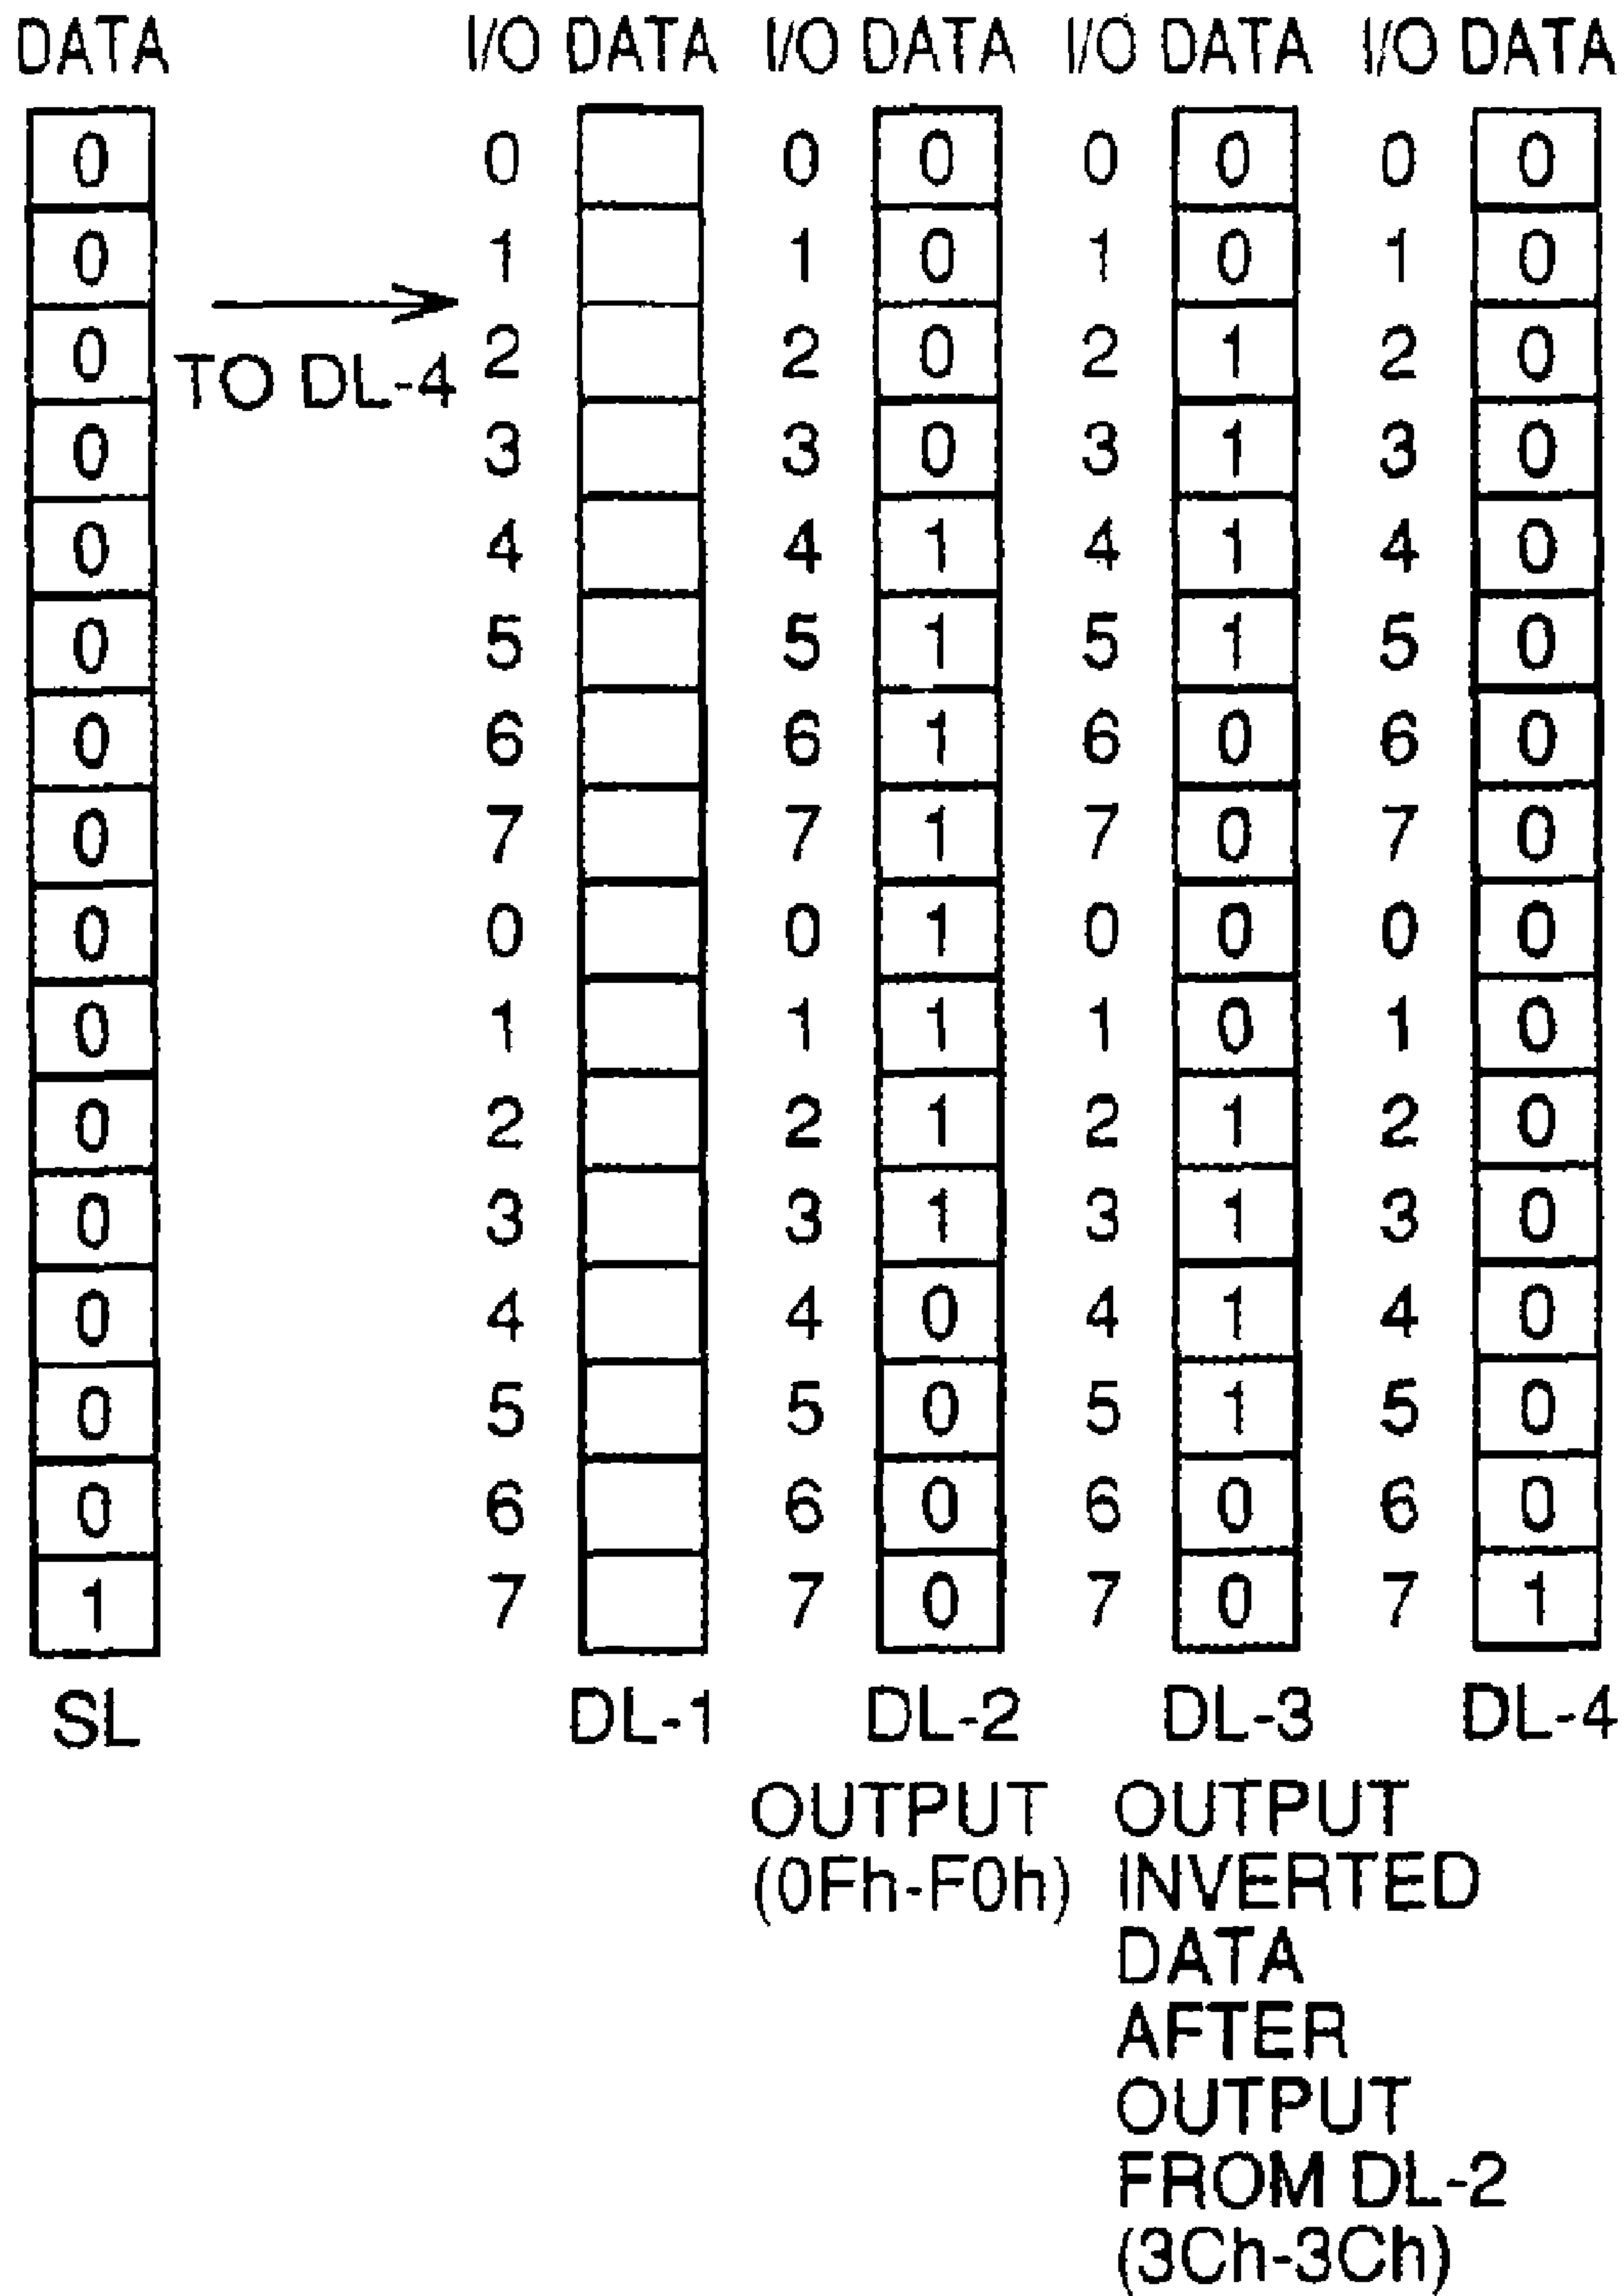 DATA I/O DATA I/O DATA I/O DATA I/O DATA
0 0 0 0 0 0 0 0
0 1 1 0 1 0 1 0
TO DL-4
0 2 2 0 2 1 2 0
0 3 3 0 3 1 3 0
0 4 4 1 4 1 4 0
0 5 5 1 5 1 5 0
0 6 6 1 6 0 6 0
0 7 7 1 7 0 7 0
0 0 0 1 0 0 0 0
0 1 1 1 1 0 1 0
0 2 2 1 2 1 2 0
0 3 3 1 3 1 3 0
0 4 4 0 4 1 4 0
0 5 5 0 5 1 5 0
0 6 6 0 6 0 6 0
1 7 7 0 7 0 7 1
SL DL-1 DL-2 DL-3 DL-4
OUTPUT
(0Fh-F0h)
OUTPUT
INVERTED
DATA
AFTER
OUTPUT
FROM DL-2
(3Ch-3Ch)